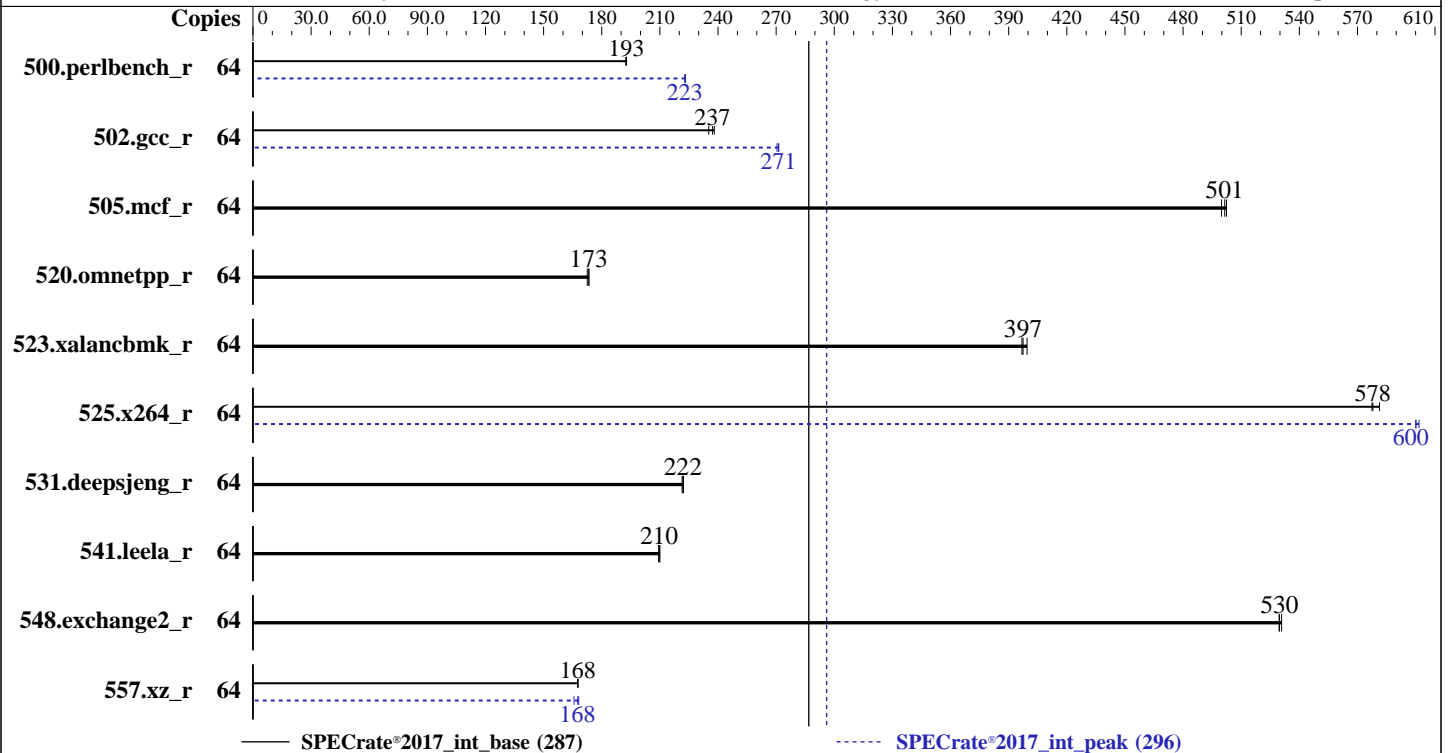 Copies 0 30.0 60.0 90.0 120 150 180 210 240 270 300 330 360 390 420 450 480 510 540 570 610
193
500.perlbench_r 64
223
237
502.gcc_r 64
271
501
505.mcf_r 64
173
520.omnetpp_r 64
397
523.xalancbmk_r 64
578
525.x264_r 64
600
222
531.deepsjeng_r 64
210
541.leela_r 64
530
548.exchange2_r 64
168
557.xz_r 64
168
SPECrate®2017_int_base (287) SPECrate®2017_int_peak (296)